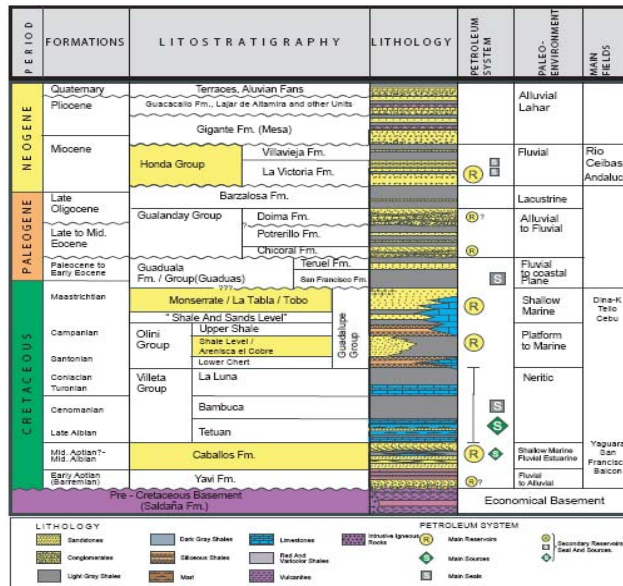 PERIOD
FORMATIONS
LITOSTRATIGRAPHY
LITHOLOGY
PETROLEUM SYSTEM
PALEO-ENVIRONMENT
MAIN FIELDS
NEOGENE
Quaternary
Terraces, Aluvian Fans
Alluvial
Lahar
Pliocene
Guacacallo Fm., Lajar de Altamira and other Units
Gigante Fm. (Mesa)
Miocene
Honda Group
Villavieja Fm.
La Victoria Fm.
S
S
R
Fluvial
Rio
Ceibas
Andaluc
PALEOGENE
Barzalosa Fm.
Lacustrine
Late
Oligocene
Gualanday Group
Doima Fm.
R ?
Alluvial
to Fluvial
?
Potrerillo Fm.
Late to Mid.
Eocene
Chicoral Fm.
R
Paleocene to
Early Eocene
Guaduala
Fm. / Group(Guaduas)
Teruel Fm.
San Francisco Fm.
S
Fluvial
to coastal
Plane
???
CRETACEOUS
Maastrichtian
Monserrate / La Tabla / Tobo
R
Shallow
Marine
Dina-K
Tello
Cebu
" Shale And Sands Level"
Guadalupe Group
Campanian
Olini
Group
Upper Shale
Shale Level /
Arenisca el Cobre
R
Platform
to Marine
Santonian
Lower Chert
Coniacian
Villeta
Group
La Luna
Neritic
Turonian
Cenomanian
Bambuca
S
Late Albian
Tetuan
S
Mid. Aptian?-
Mid. Albian
Caballos Fm.
R
S
Shallow Marine
Fluvial Estuarine
Yaguara
San
Francisc
Balcon
Early Aptian
(Barremian)
Yavi Fm.
R ?
Fluvial
to Alluvial
Pre - Cretaceous Basement
(Saldaña Fm.)
Economical Basement
LITHOLOGY
Sandstones
Conglomerates
Light Gray Shales
Dark Gray Shales
Siliceous Shales
Marl
Limestones
Red And
Varicolor Shales
Vulcanites
Intrusive Igneous
Rocks
PETROLEUM SYSTEM
R Main Reservoirs
S Main Sources
S Main Seals
R
S
S
Secondary Reservoirs
Seal And Sources.